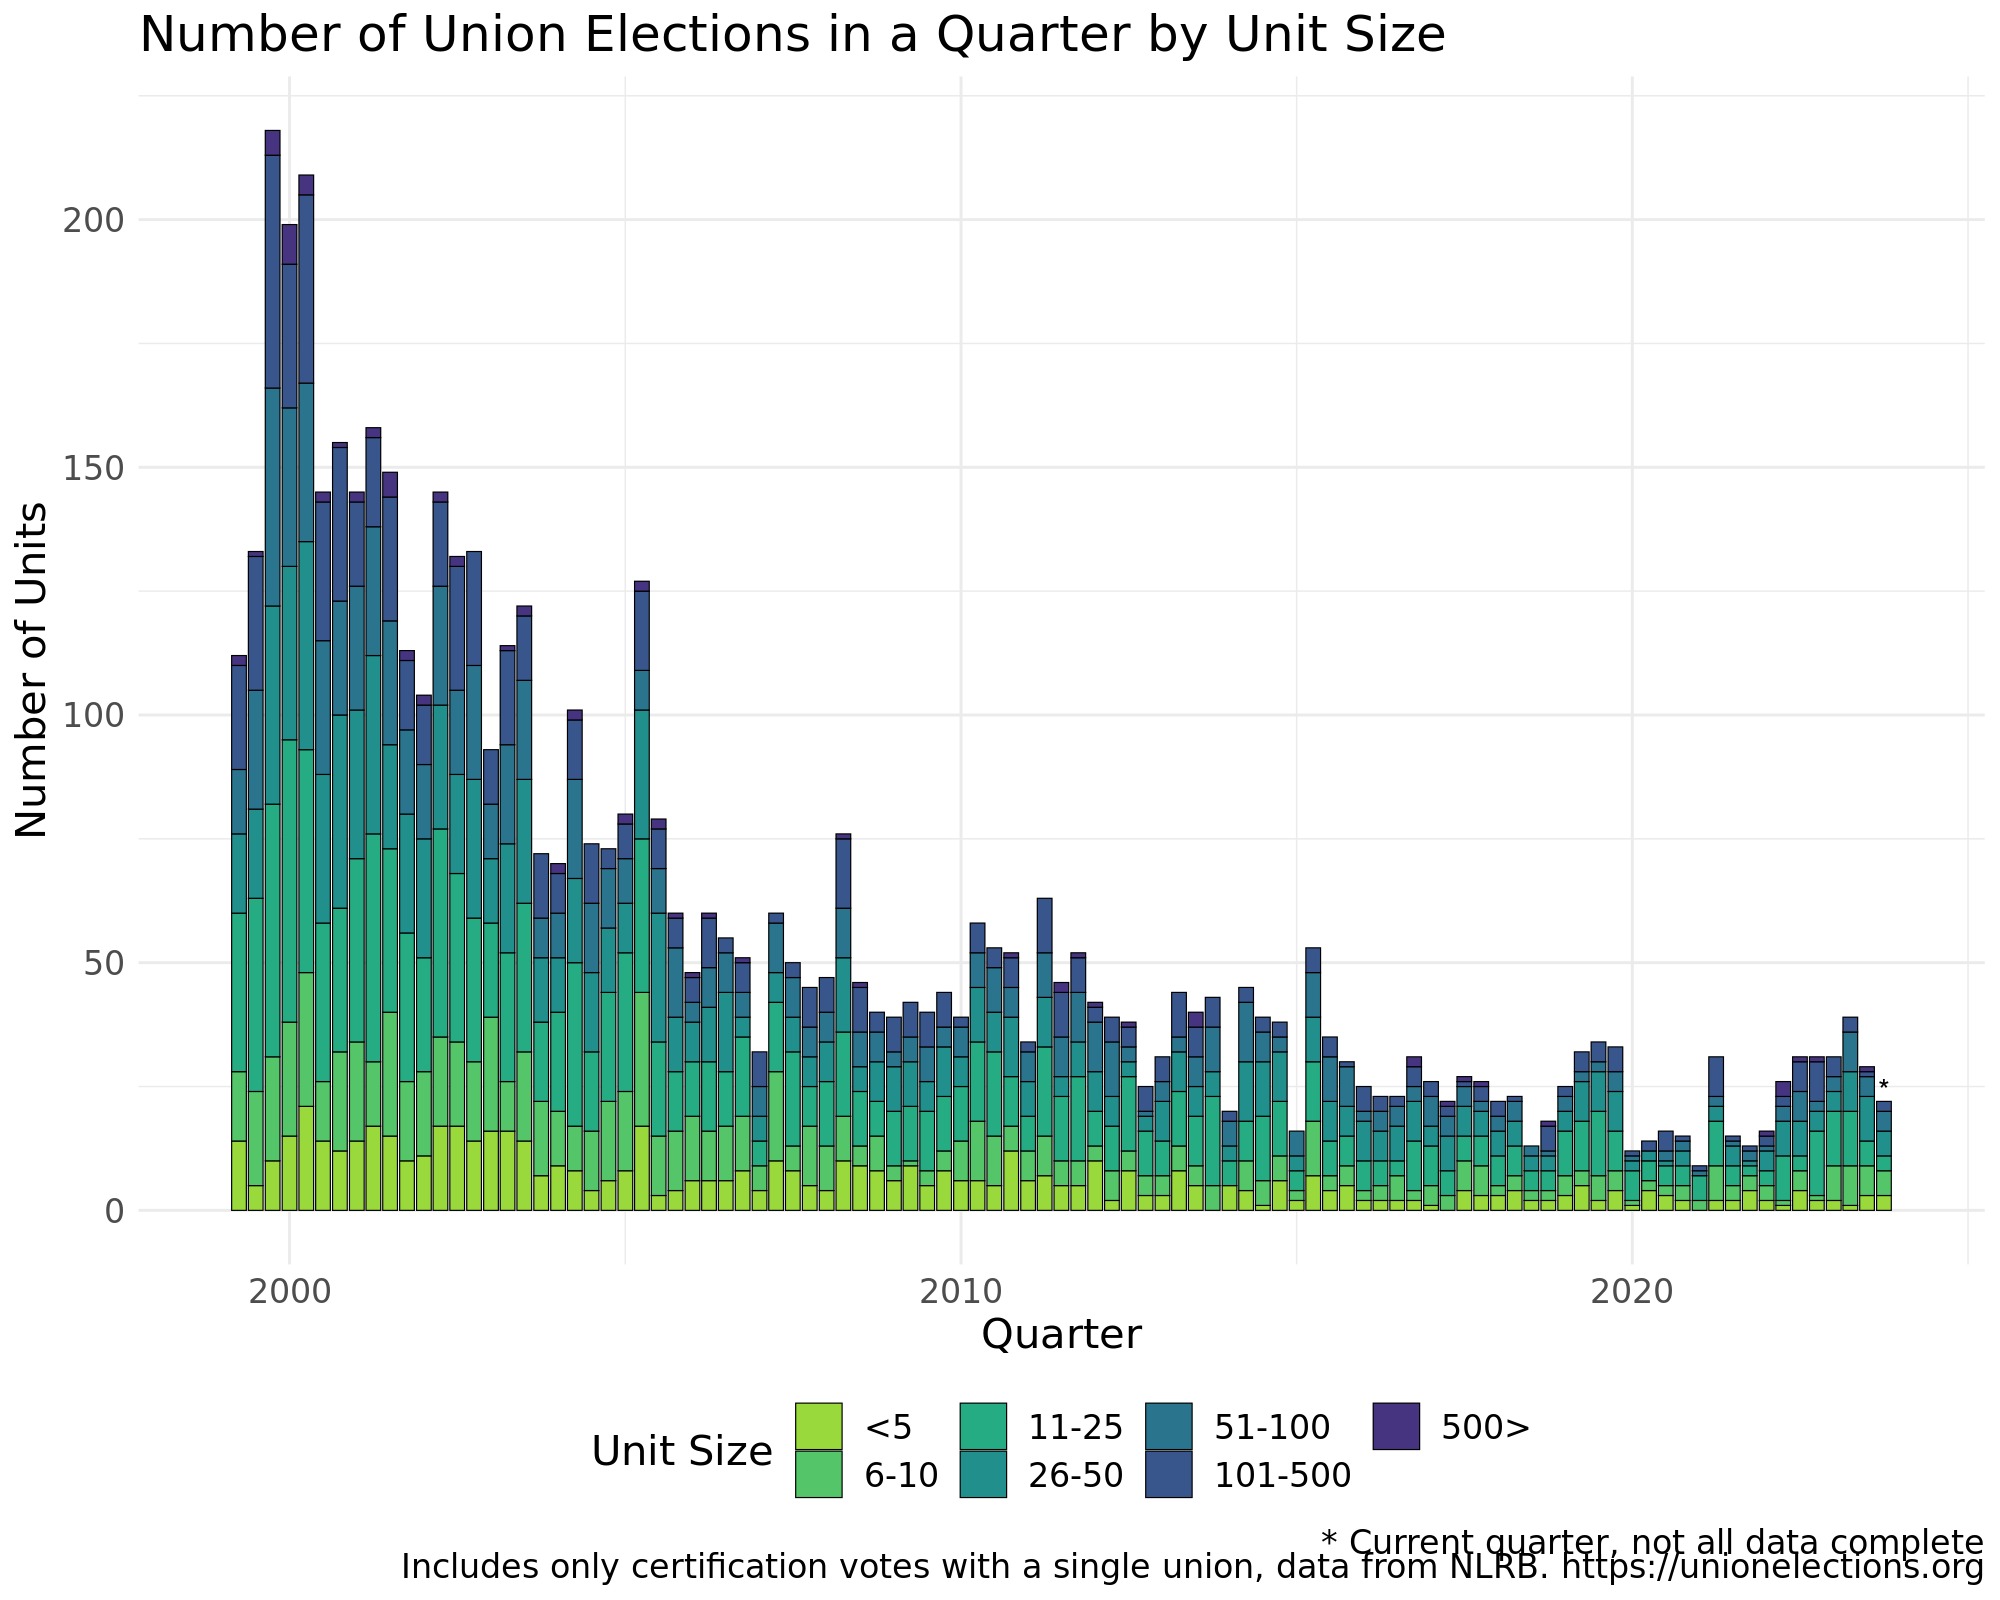 Number of Union Elections in a Quarter by Unit Size
Number of Units
200
150
100
50
0
*
2000 2010 2020
Quarter
Unit Size
<5 11-25 51-100 500>
6-10 26-50 101-500
* Current quarter, not all data complete
Includes only certification votes with a single union, data from NLRB. https://unionelections.org